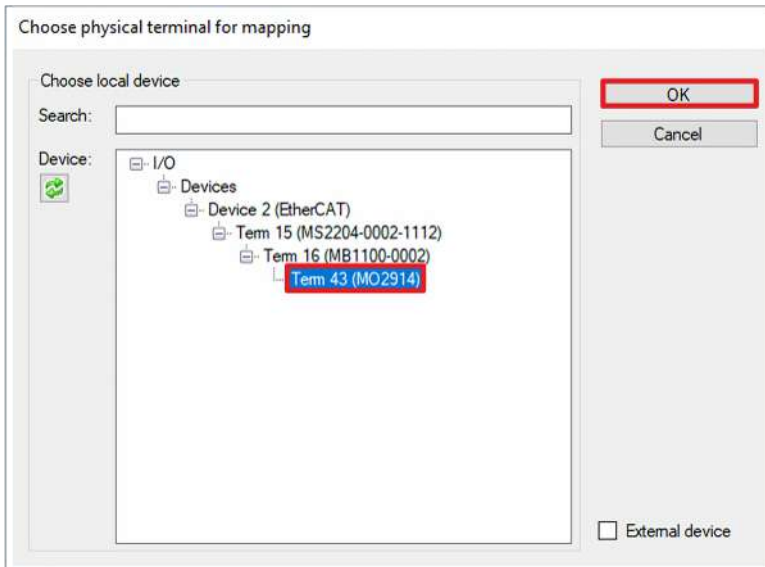 Choose physical terminal for mapping
Choose local device
Search:
OK
Cancel
Device:
I/O
Devices
Device 2 (EtherCAT)
Term 15 (MS2204-0002-1112)
Term 16 (MB1100-0002)
Term 43 (MO2914)
External device